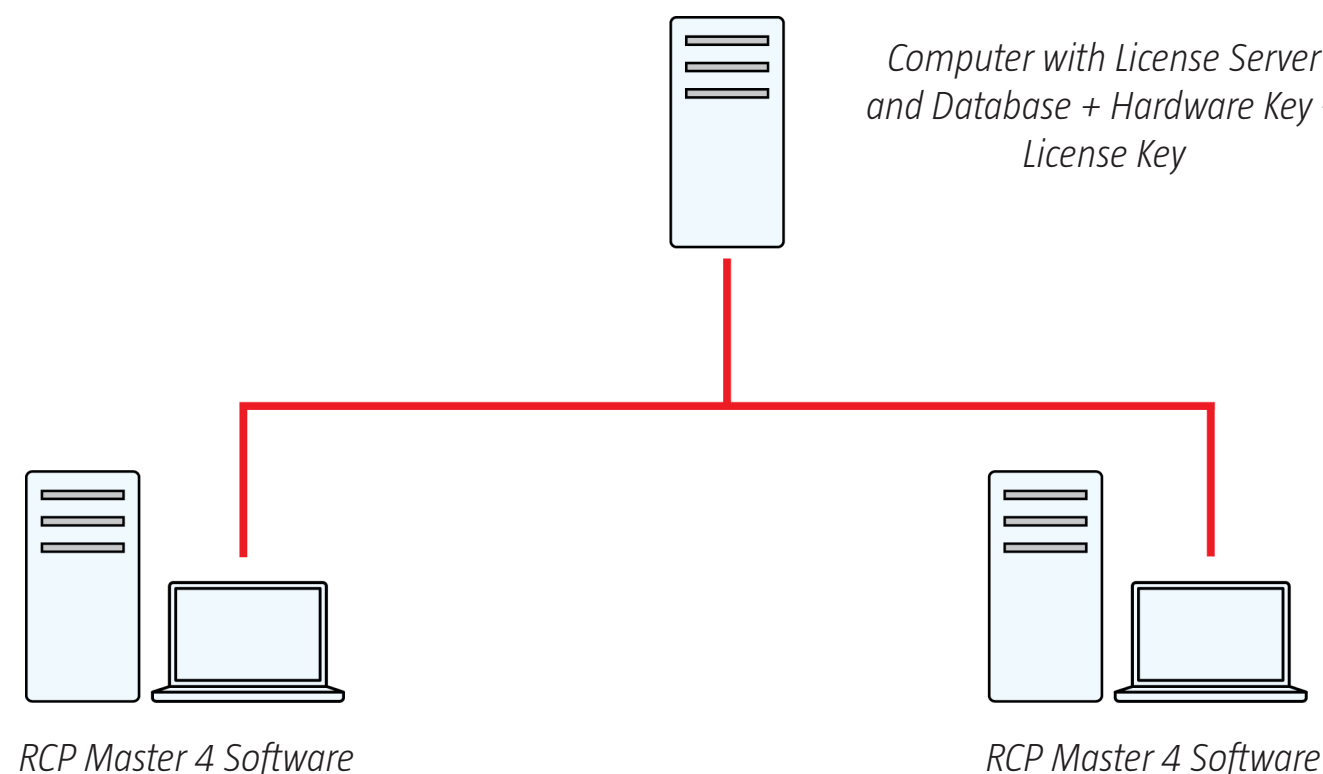 Computer with License Server
and Database + Hardware Key
License Key
RCP Master 4 Software
RCP Master 4 Software